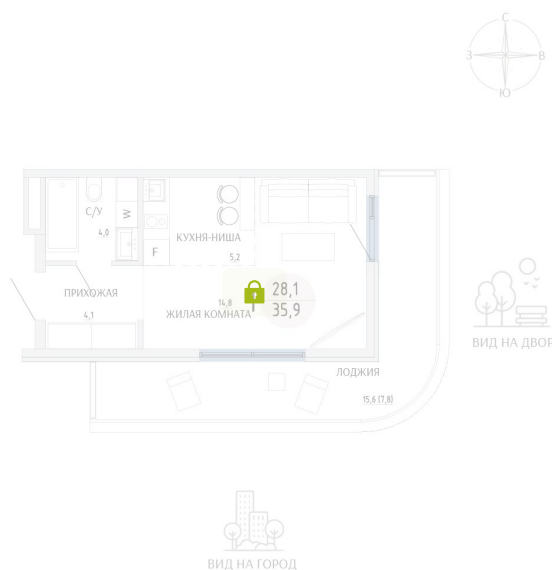 С
З
В
Ю
С/У
W
4,0
КУХНЯ-НИША
F
5,2
ПРИХОЖАЯ
28,1
14,8
4,1
ЖИЛАЯ КОМНАТА
35,9
ВИД НА ДВОР
ЛОДЖИЯ
15,6 (7,8)
ВИД НА ГОРОД